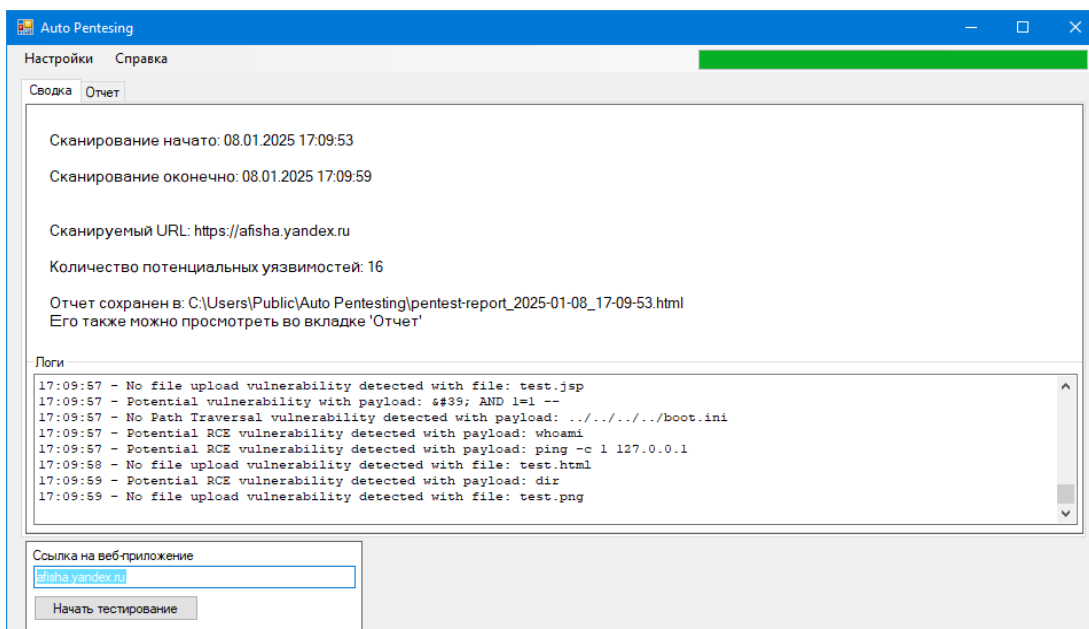 Auto Pentesing
Настройки Справка
Сводка Отчет
Сканирование начато: 08.01.2025 17:09:53
Сканирование оконечно: 08.01.2025 17:09:59
Сканируемый URL: https://afisha.yandex.ru
Количество потенциальных уязвимостей: 16
Отчет сохранен в: C:\Users\Public\Auto Pentesting\pentest-report_2025-01-08_17-09-53.html
Его также можно просмотреть во вкладке 'Отчет'
Логи
17:09:57 - No file upload vulnerability detected with file: test.jsp
17:09:57 - Potential vulnerability with payload: &#39; AND 1=1 --
17:09:57 - No Path Traversal vulnerability detected with payload: ../../../../boot.ini
17:09:57 - Potential RCE vulnerability detected with payload: whoami
17:09:57 - Potential RCE vulnerability detected with payload: ping -c 1 127.0.0.1
17:09:58 - No file upload vulnerability detected with file: test.html
17:09:59 - Potential RCE vulnerability detected with payload: dir
17:09:59 - No file upload vulnerability detected with file: test.png
Ссылка на веб-приложение
afisha.yandex.ru
Начать тестирование